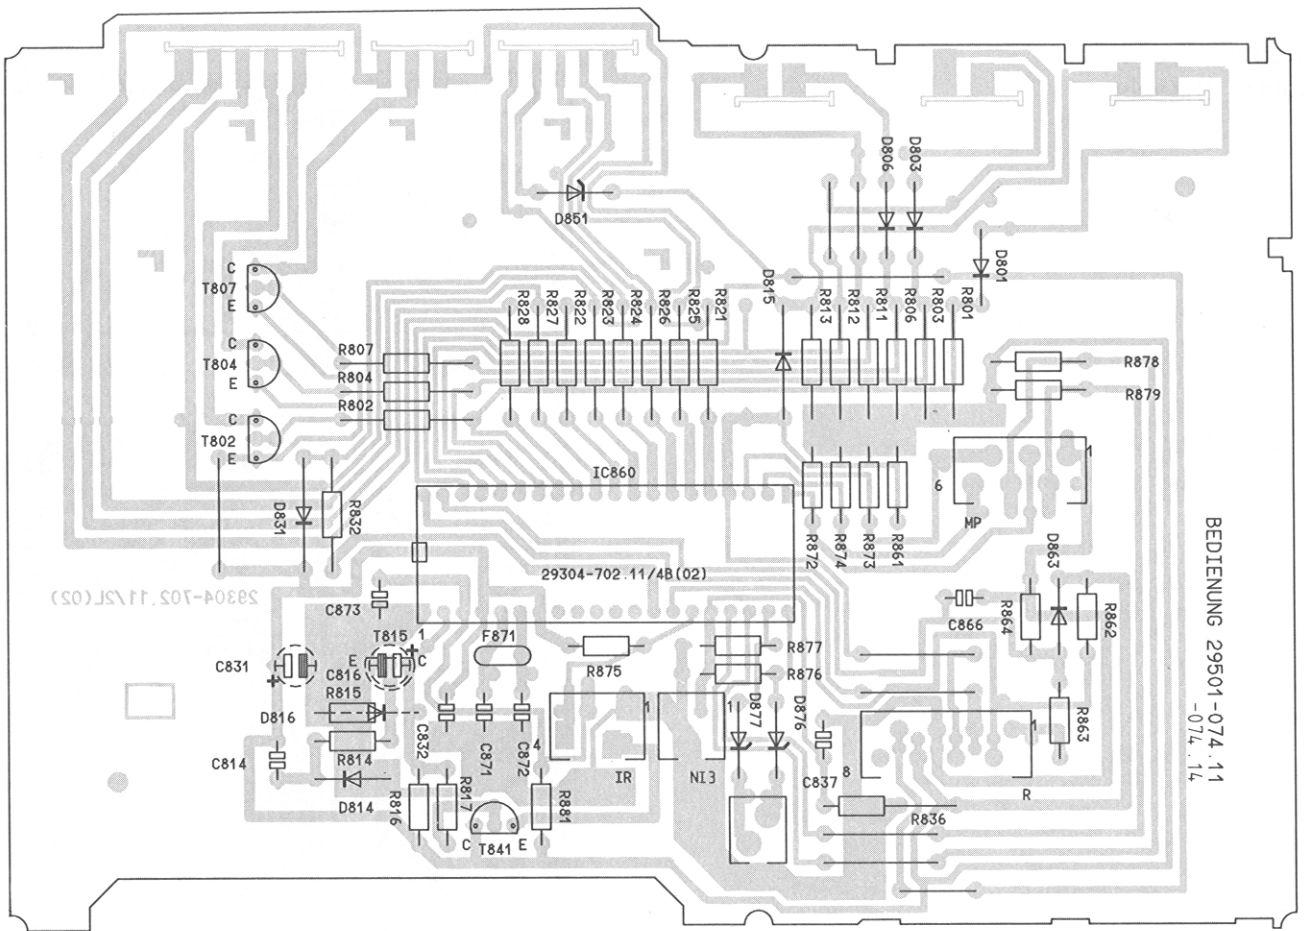 D806
D803
D851
D801
D815
C
T807
E
R828
R827
R822
R823
R824
R826
R825
R821
R813
R812
R811
R806
R803
R801
C
T804
E
R807
R804
R802
R878
R879
C
T802
E
IC860
1
6
MP
D831
R832
R872
R874
R873
R861
29304-702.11/4B(02)
29304-702.11/2L(02)
BEDIENUNG 29501-074.11
-074.14
D863
C873
C866
R864
R862
T815
1
+
F871
C831
E
C
C816
+
R875
R877
R876
R815
D816
C814
R814
D814
C832
C871
C872
4
1
IR
1
NI3
D877
D876
C837
8
1
R
R863
R816
R817
R881
C
T841
E
R836